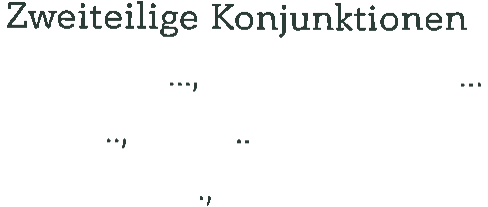 Zweiteilige Konjunktionen
..., ...
.., ..
.,